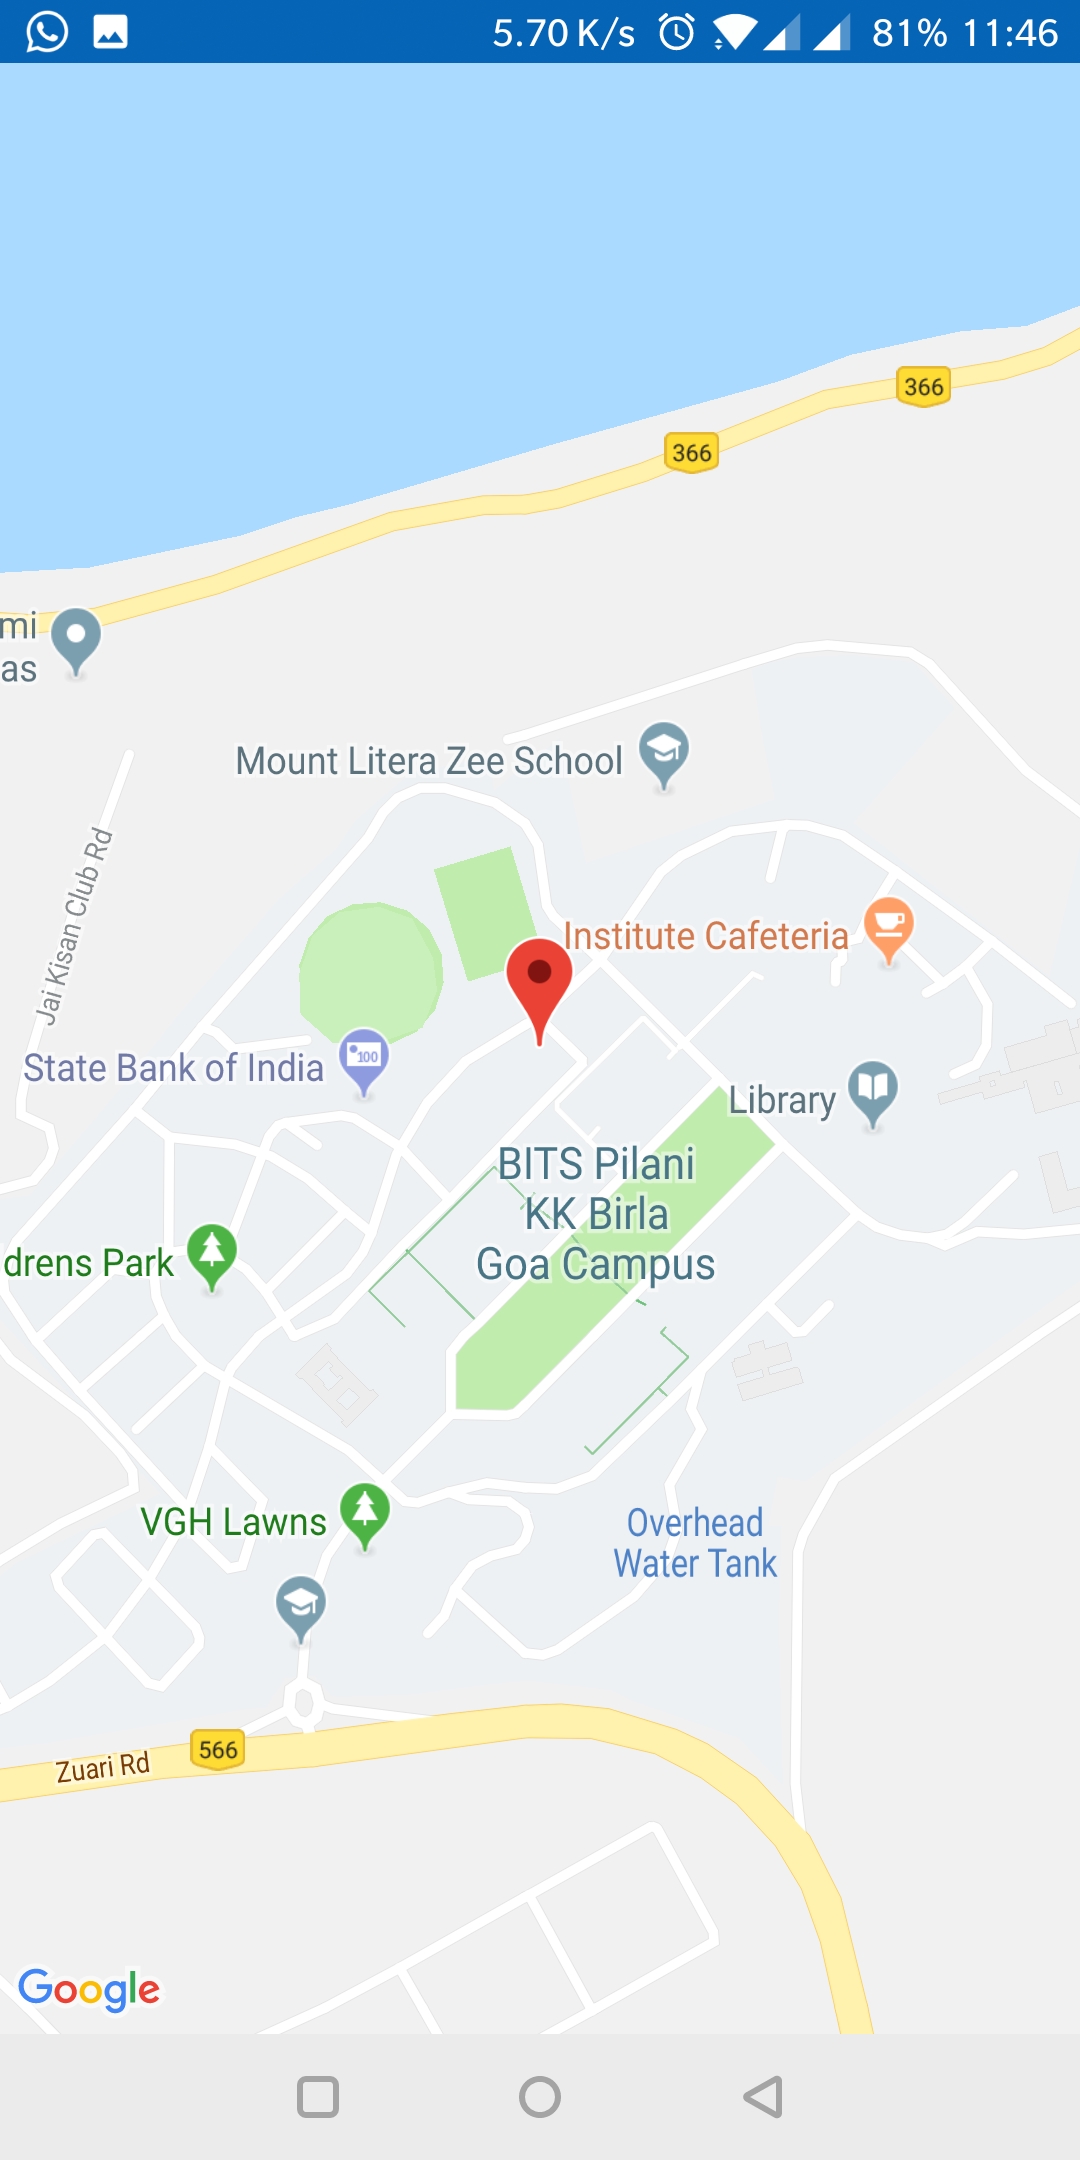 5.70 K/s 81% 11:46
366
366
mi
as
Mount Litera Zee School
Jai Kisan Club Rd
Institute Cafeteria
State Bank of India
100
Library
BITS Pilani
KK Birla
Goa Campus
drens Park
VGH Lawns
Overhead
Water Tank
566
Zuari Rd
Google